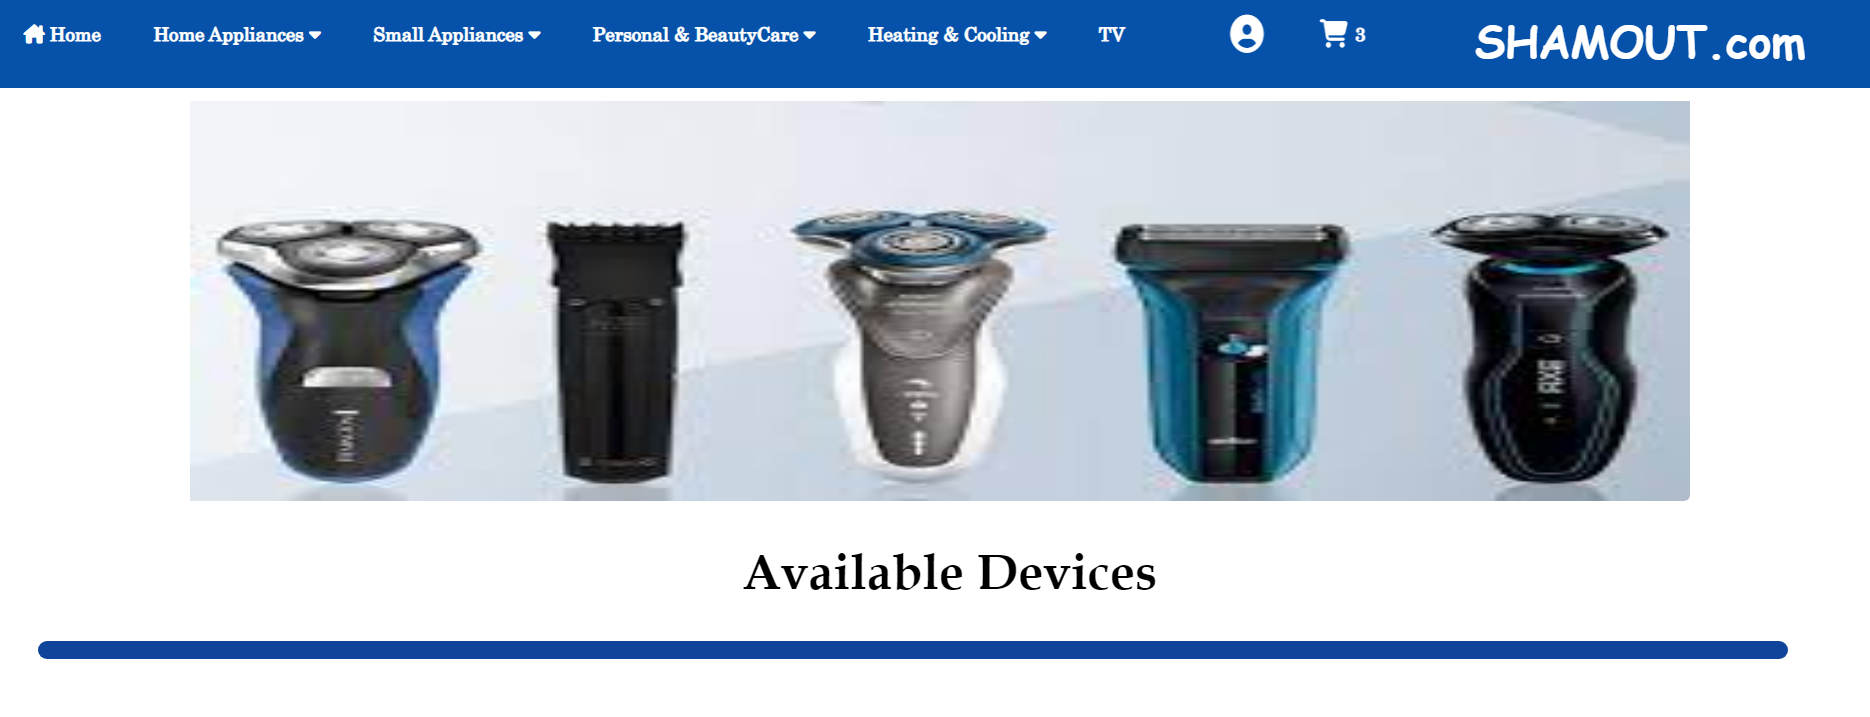 Home Home Appliances Small Appliances Personal & BeautyCare Heating & Cooling TV 3 SHAMOUT.com
Available Devices